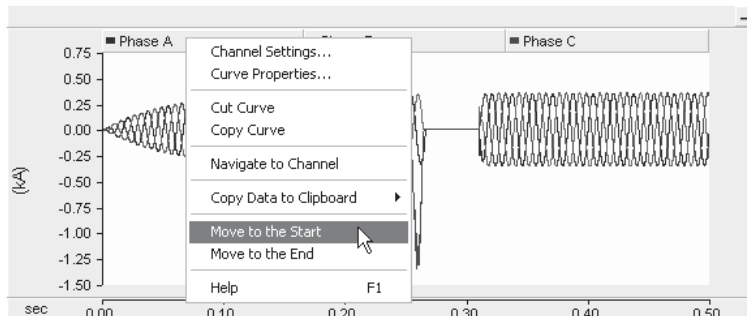 Phase A
Phase C
0.75
0.50
0.25
0.00
-0.25
-0.50
-0.75
-1.00
-1.25
-1.50
(kA)
Channel Settings...
Curve Properties...
Cut Curve
Copy Curve
Navigate to Channel
Copy Data to Clipboard
Move to the Start
Move to the End
Help F1
sec 0.00 0.10 0.20 0.30 0.40 0.50